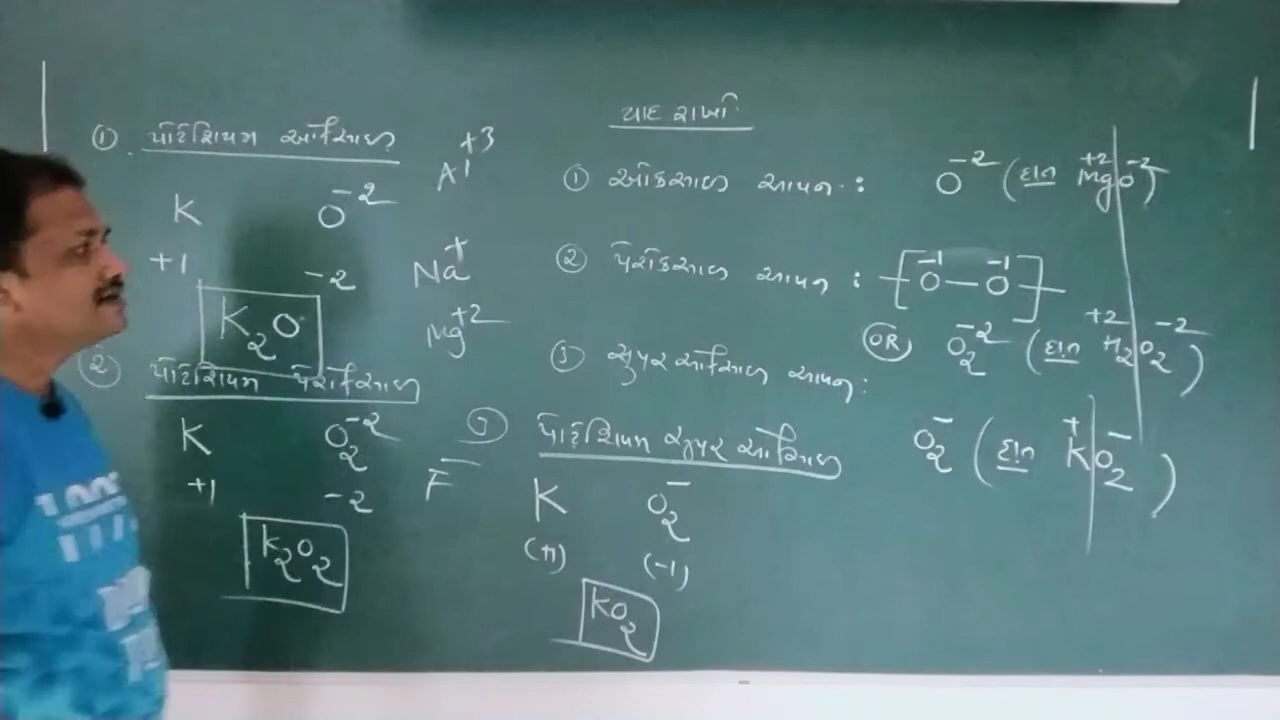 ① પોટેશિયમ ઓક્સાઇડ
K O⁻²
+1 -2
K₂O
② પોટેશિયમ પેરોક્સાઇડ
K O₂⁻²
+1 -2
K₂O₂
Al⁺³
Na⁺
Mg⁺²
F⁻
યાદ રાખો
① ઓક્સાઇડ આયન : O⁻² (દા.ત Mg⁺²O⁻²)
② પેરોક્સાઇડ આયન : [O⁻¹—O⁻¹]
OR O₂⁻² (દા.ત H₂⁺²O₂⁻²)
③ સુપર ઓક્સાઇડ આયન : O₂⁻ (દા.ત K⁺O₂⁻)
③ પોટેશિયમ સુપર ઓક્સાઇડ
K O₂⁻
(+1) (-1)
KO₂